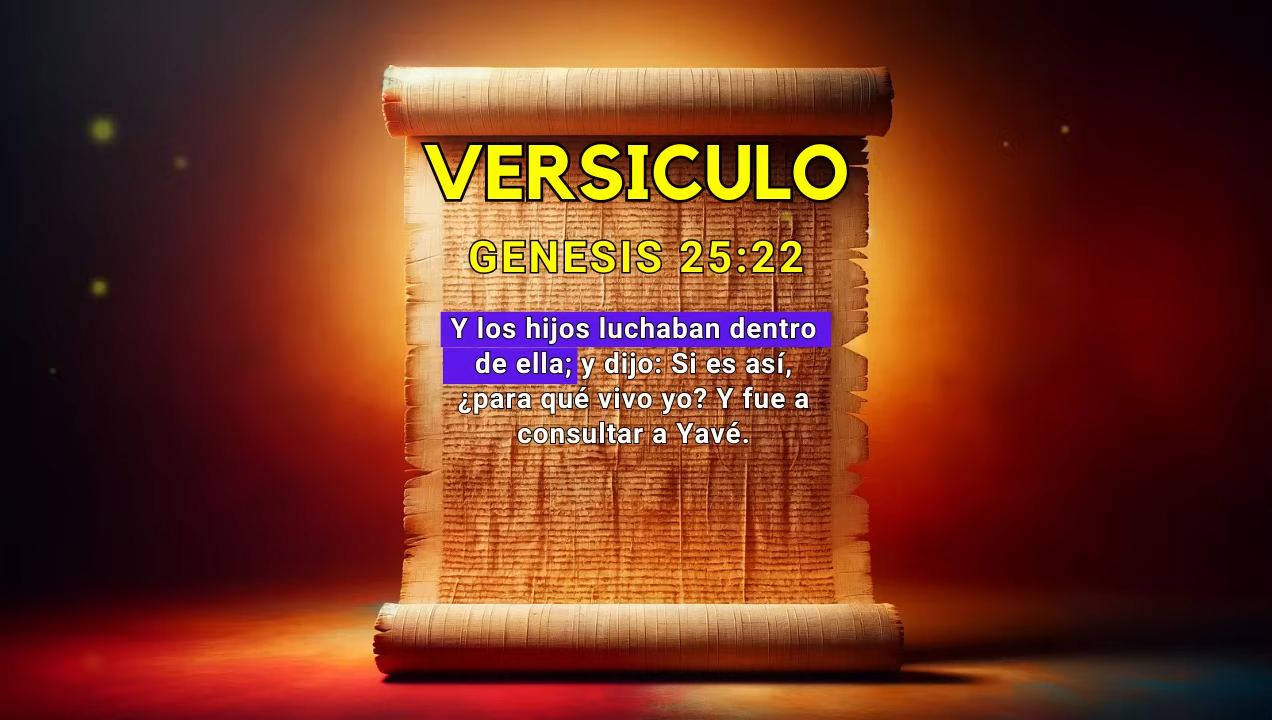 VERSICULO
GENESIS 25:22
Y los hijos luchaban dentro
de ella; y dijo: Si es así,
¿para qué vivo yo? Y fue a
consultar a Yavé.